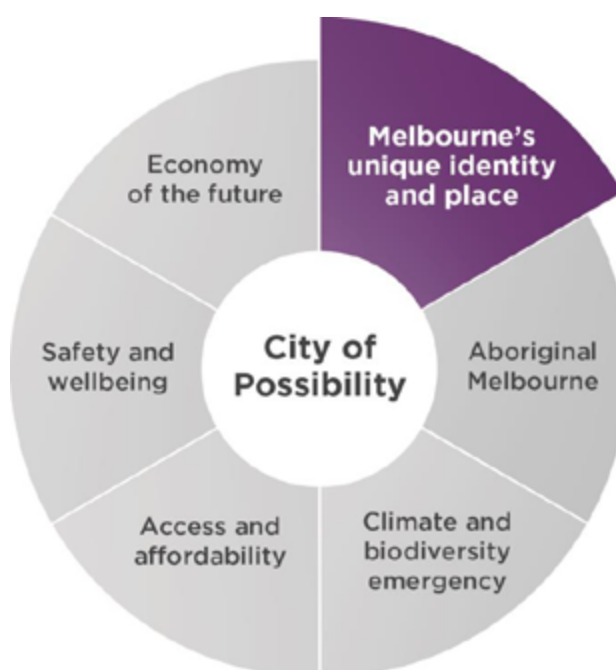 Melbourne's
unique identity
and place
Aboriginal
Melbourne
Climate and
biodiversity
emergency
Access and
affordability
Safety and
wellbeing
Economy
of the future
City of
Possibility